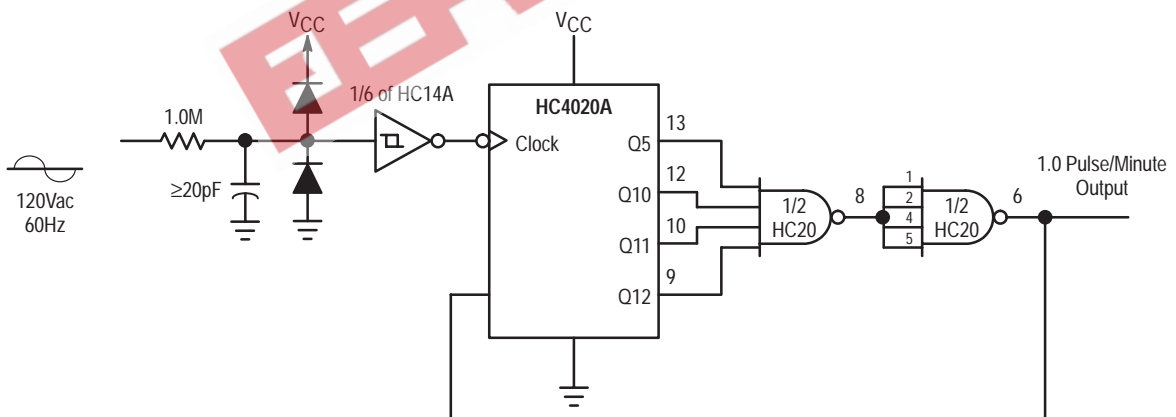 VCC
VCC
1/6 of HC14A
HC4020A
1.0M
13
Clock
Q5
1.0 Pulse/Minute
Output
≥20pF
120Vac
60Hz
12
Q10
1
2
4
5
8
6
1/2
HC20
1/2
HC20
10
Q11
9
Q12